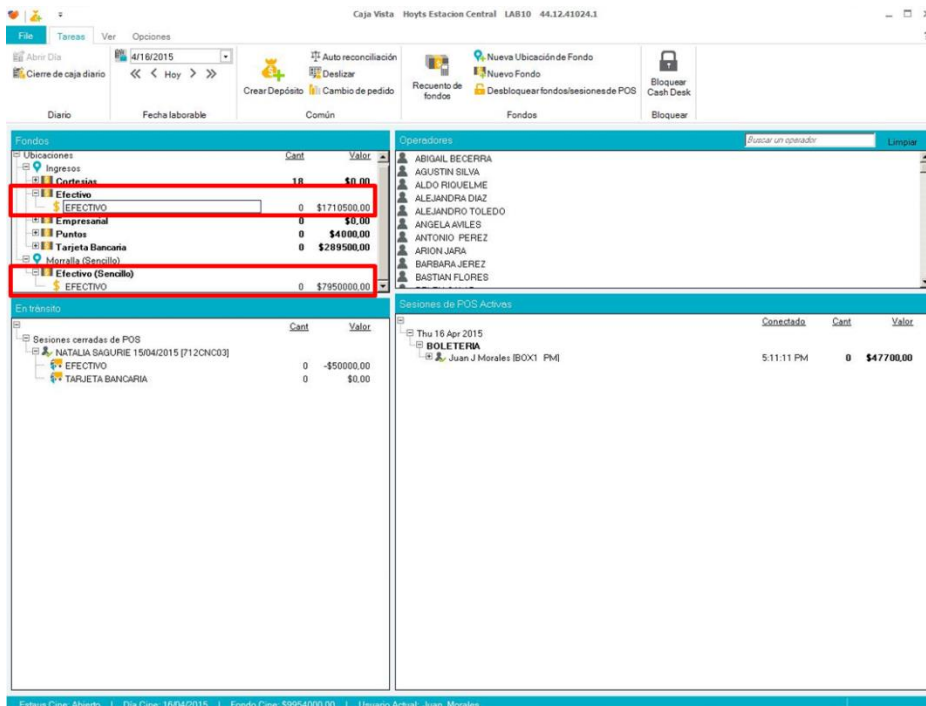 Caja Vista Hoyts Estacion Central LAB10 44.12.41024.1
File Tareas Ver Opciones
Abrir Día
Cierre de caja diario
Diario
4/16/2015
Hoy
Fecha laborable
Crear Depósito
Auto reconciliación
Deslizar
Cambio de pedido
Común
Recuento de fondos
Nueva Ubicación de Fondo
Nuevo Fondo
Desbloquear fondos/sesiones de POS
Fondos
Bloquear Cash Desk
Bloquear
Fondos
Ubicaciones Cant Valor
Ingresos
Cortesías 18 $0,00
Efectivo
EFECTIVO 0 $1710500,00
Empresarial 0 $0,00
Puntos 0 $4000,00
Tarjeta Bancaria 0 $289500,00
Morralla (Sencillo)
Efectivo (Sencillo)
EFECTIVO 0 $7950000,00
Operadores Buscar un operador Limpiar
ABIGAIL BECERRA
AGUSTIN SILVA
ALDO RIQUELME
ALEJANDRA DIAZ
ALEJANDRO TOLEDO
ANGELA AVILES
ANTONIO PEREZ
ARION JARA
BARBARA JEREZ
BASTIAN FLORES
En tránsito
Cant Valor
Sesiones cerradas de POS
NATALIA SAGURIE 15/04/2015 [712CNC03]
EFECTIVO 0 -$50000,00
TARJETA BANCARIA 0 $0,00
Sesiones de POS Activas
Conectado Cant Valor
Thu 16 Apr 2015
BOLETERIA
Juan J Morales [BOX1 PM] 5:11:11 PM 0 $47700,00
Estaus Cine: Abierto | Día Cine: 16/04/2015 | Fondo Cine: $9954000,00 | Usuario Actual: Juan Morales